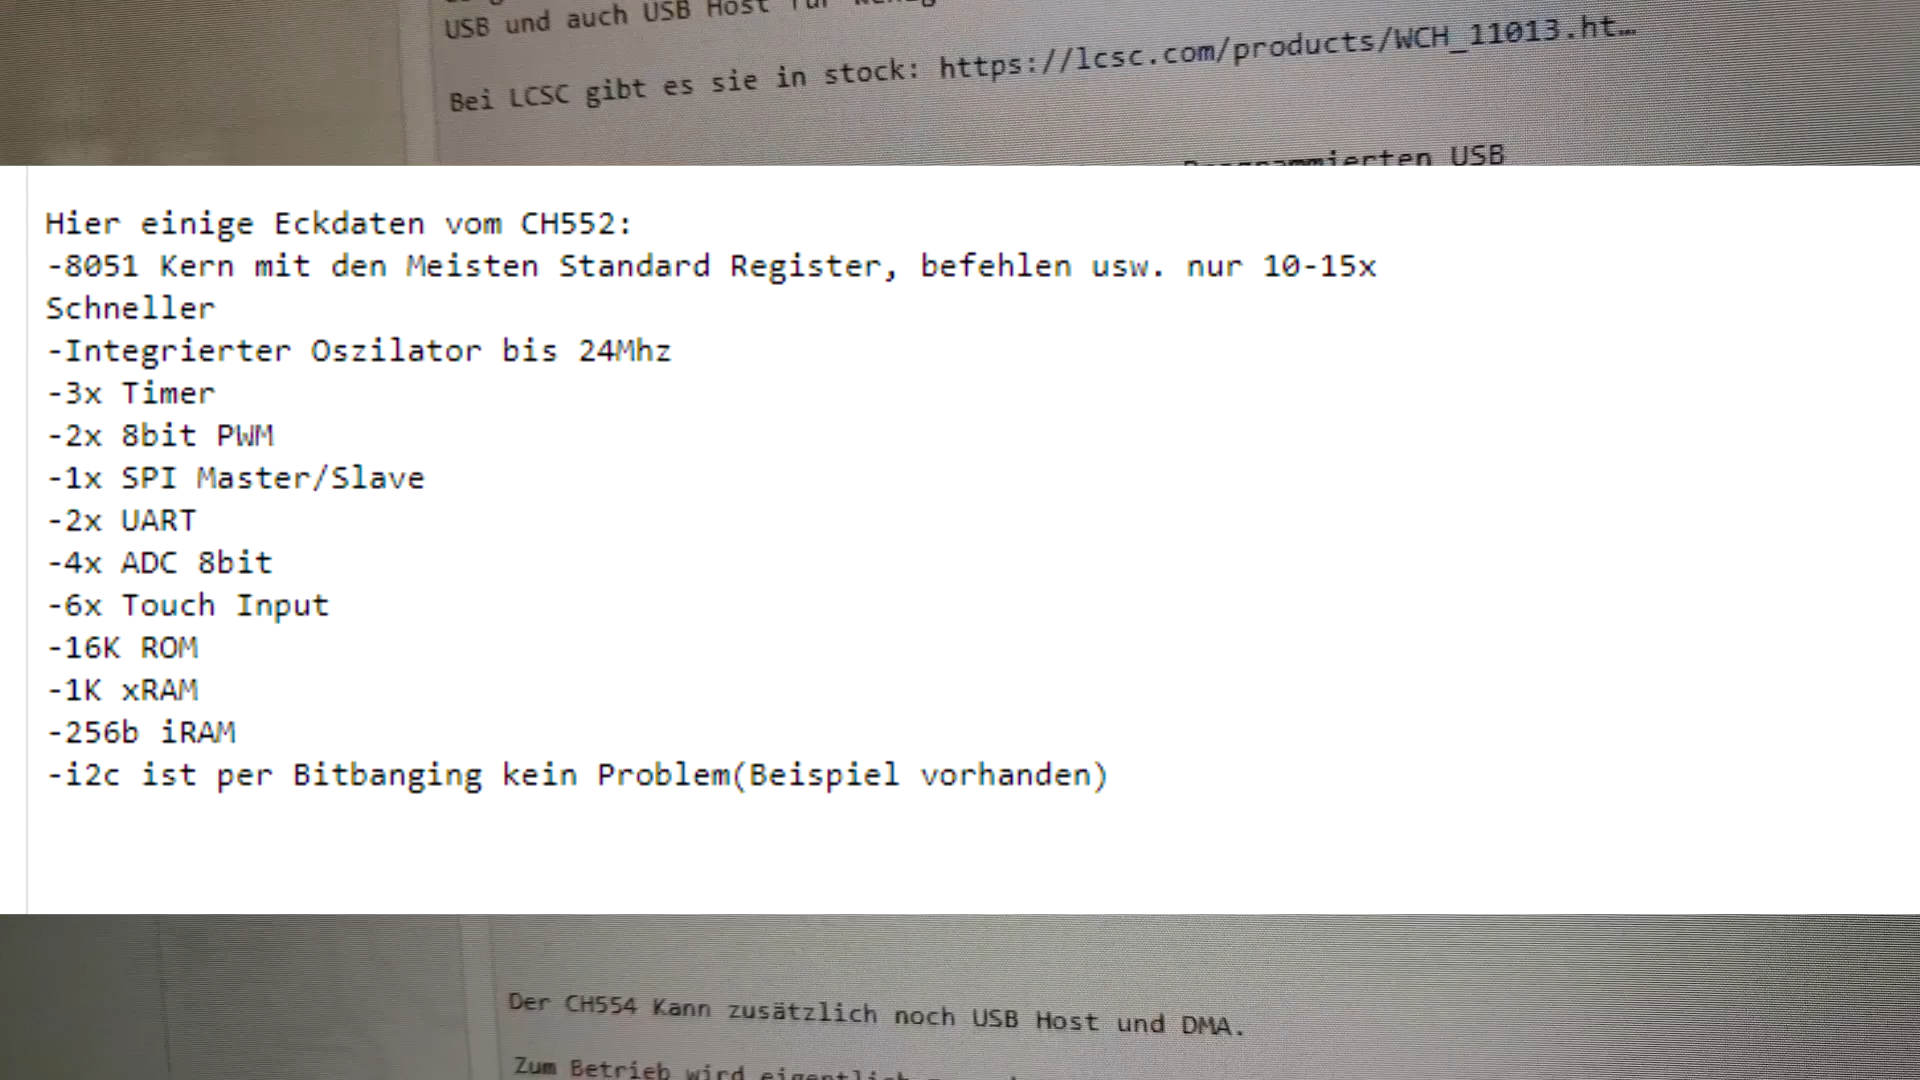 USB und auch USB Host für
Bei LCSC gibt es sie in stock: https://lcsc.com/products/WCH_11013.ht…
Programmierten USB
Hier einige Eckdaten vom CH552:
-8051 Kern mit den Meisten Standard Register, befehlen usw. nur 10-15x
Schneller
-Integrierter Oszilator bis 24Mhz
-3x Timer
-2x 8bit PWM
-1x SPI Master/Slave
-2x UART
-4x ADC 8bit
-6x Touch Input
-16K ROM
-1K xRAM
-256b iRAM
-i2c ist per Bitbanging kein Problem(Beispiel vorhanden)
Der CH554 Kann zusätzlich noch USB Host und DMA.
Zum Betrieb wird eigentlich